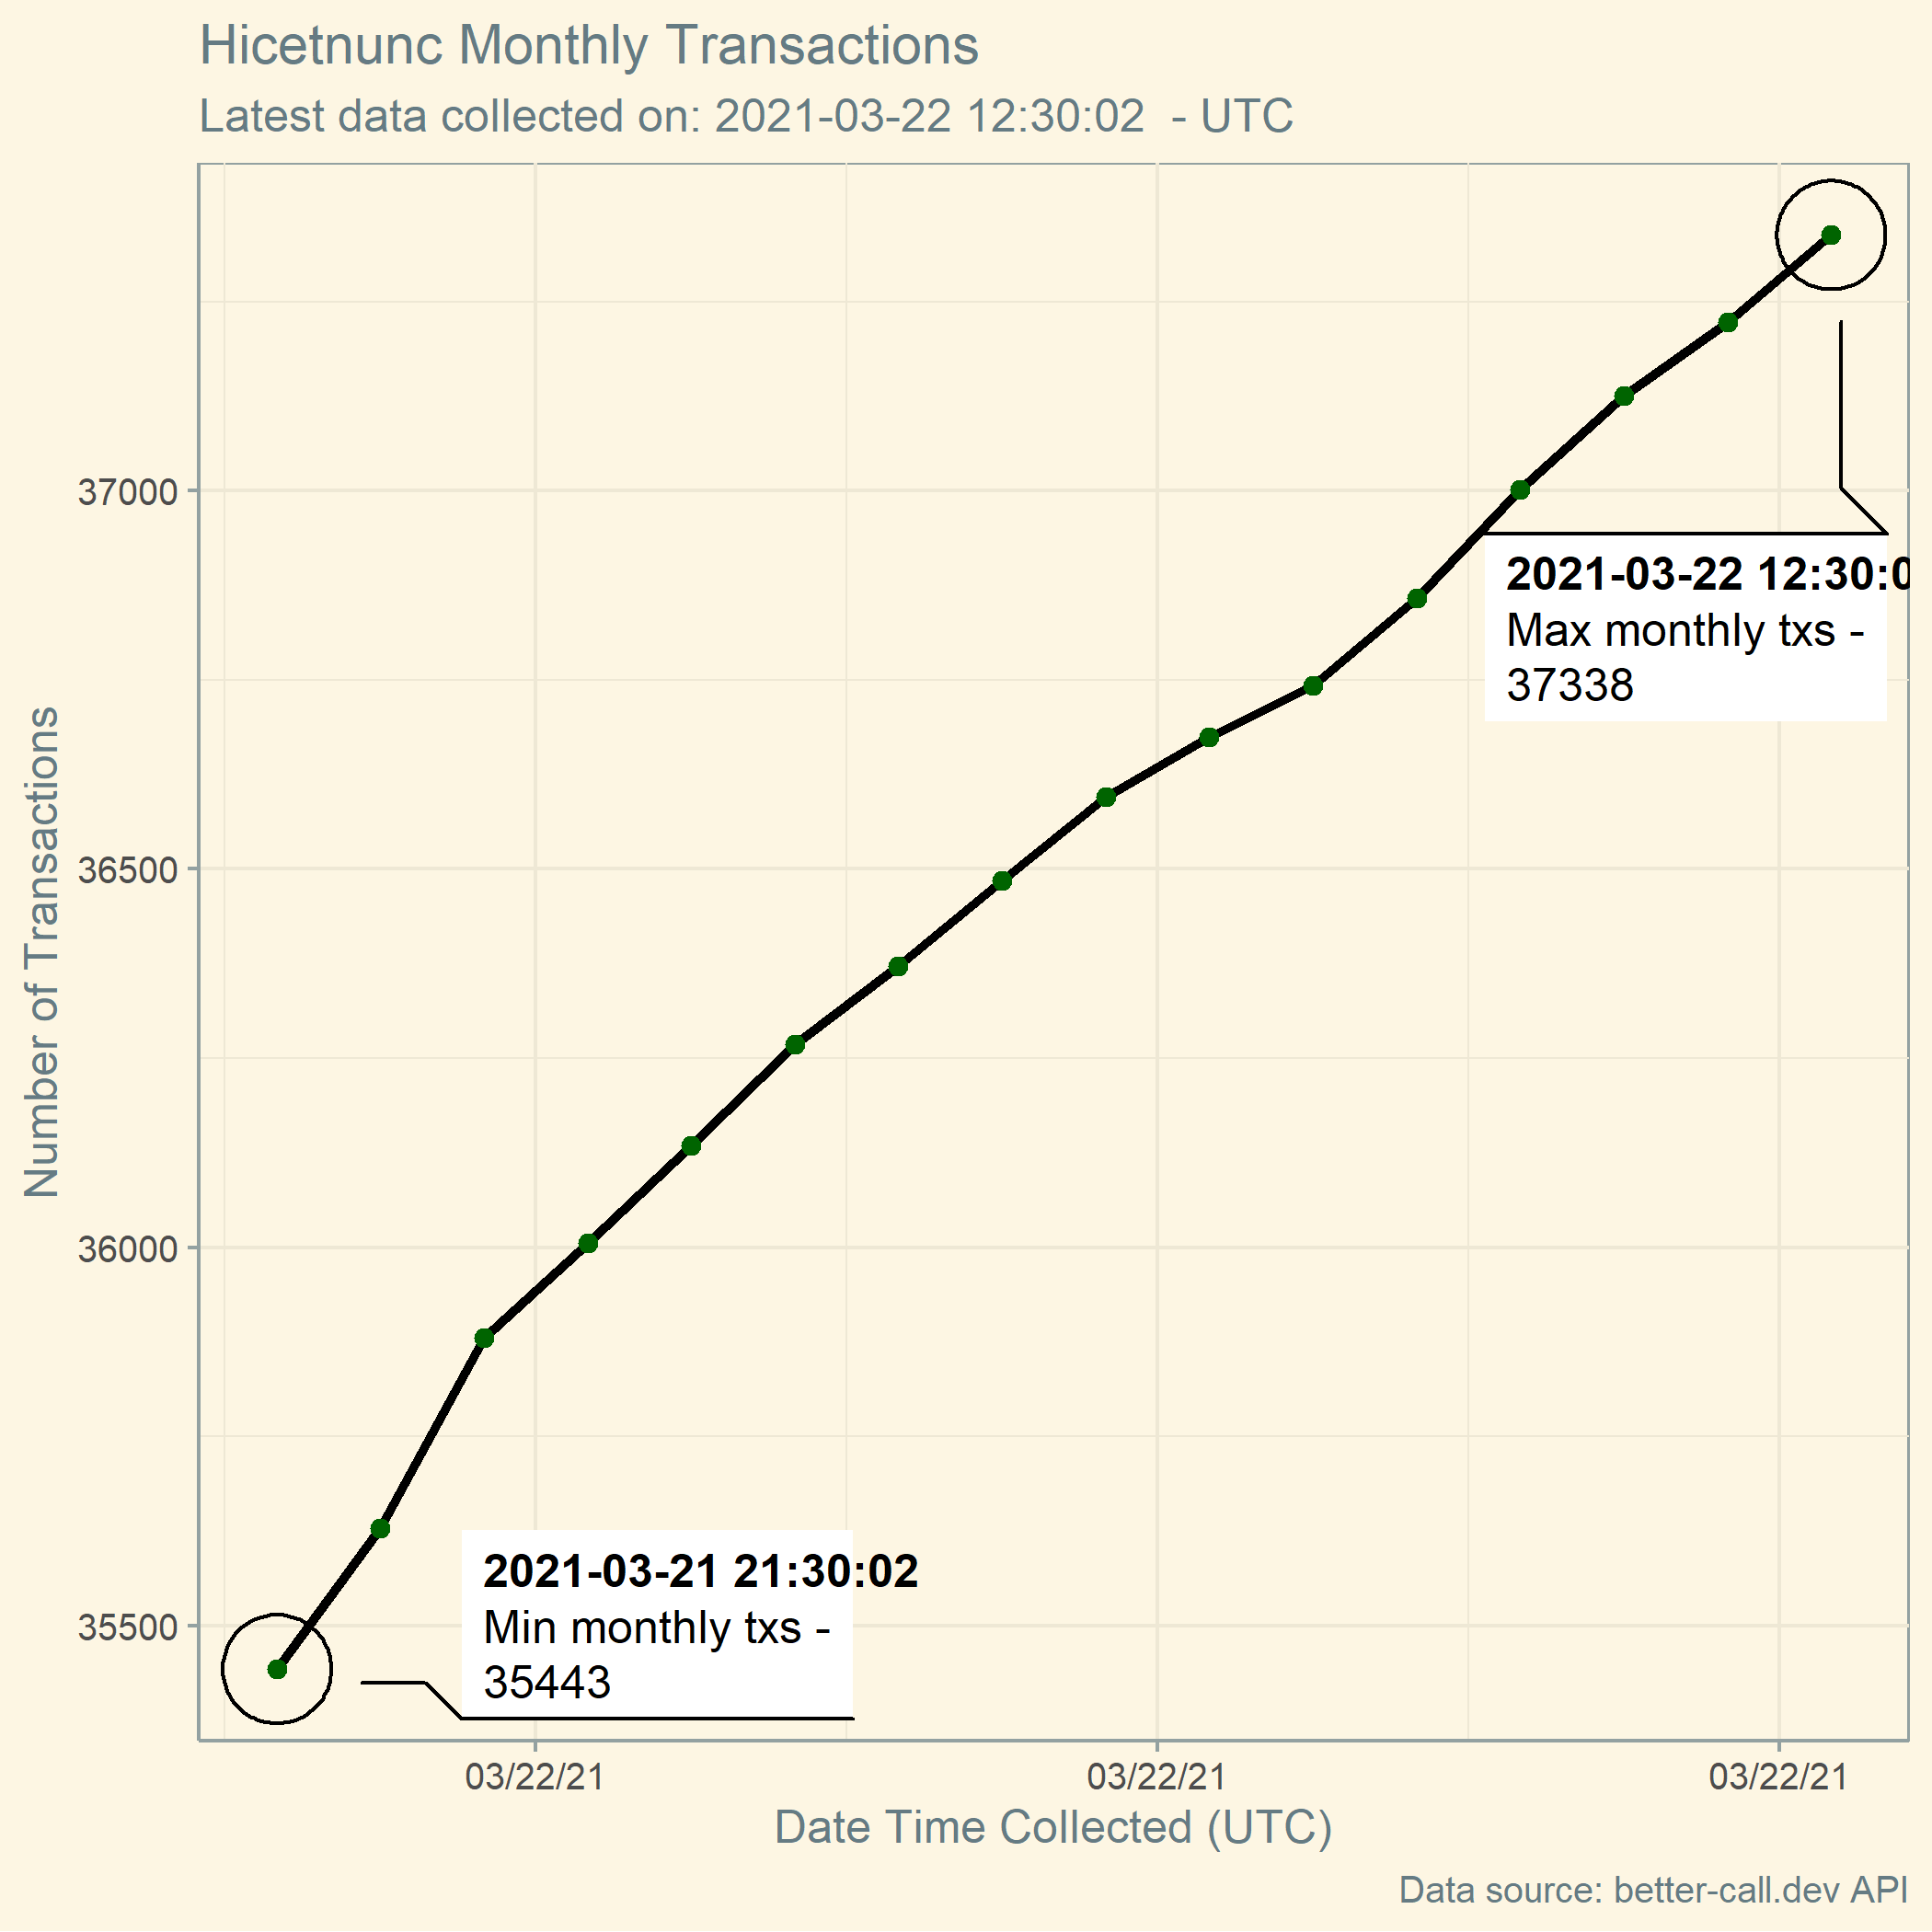 Hicetnunc Monthly Transactions
Latest data collected on: 2021-03-22 12:30:02  - UTC
Number of Transactions
37000
36500
36000
35500
2021-03-22 12:30:0
Max monthly txs -
37338
2021-03-21 21:30:02
Min monthly txs -
35443
03/22/21
03/22/21
03/22/21
Date Time Collected (UTC)
Data source: better-call.dev API